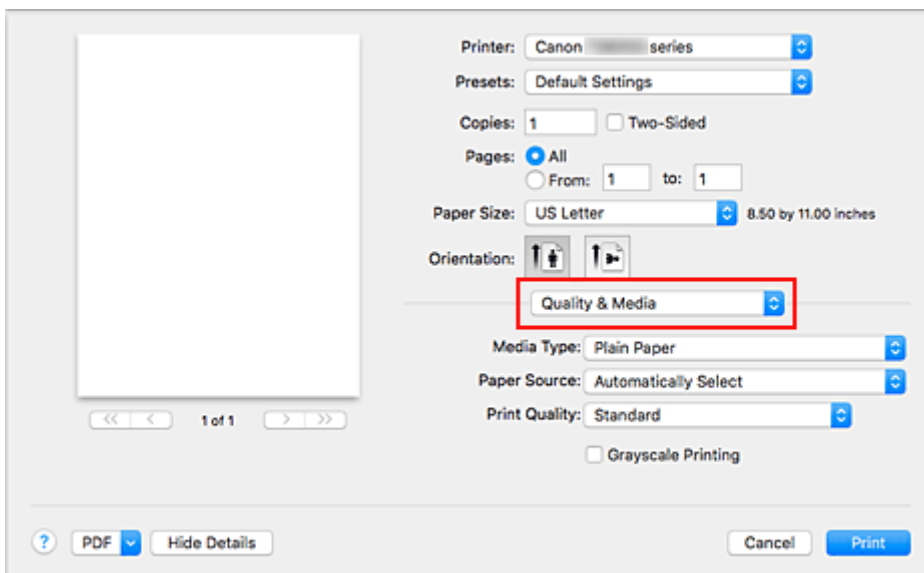 Printer: Canon series
Presets: Default Settings
Copies: 1 Two-Sided
Pages: All
From: 1 to: 1
Paper Size: US Letter 8.50 by 11.00 inches
Orientation:
Quality & Media
Media Type: Plain Paper
Paper Source: Automatically Select
<< < 1 of 1 > >>
Print Quality: Standard
Grayscale Printing
? PDF Hide Details Cancel Print